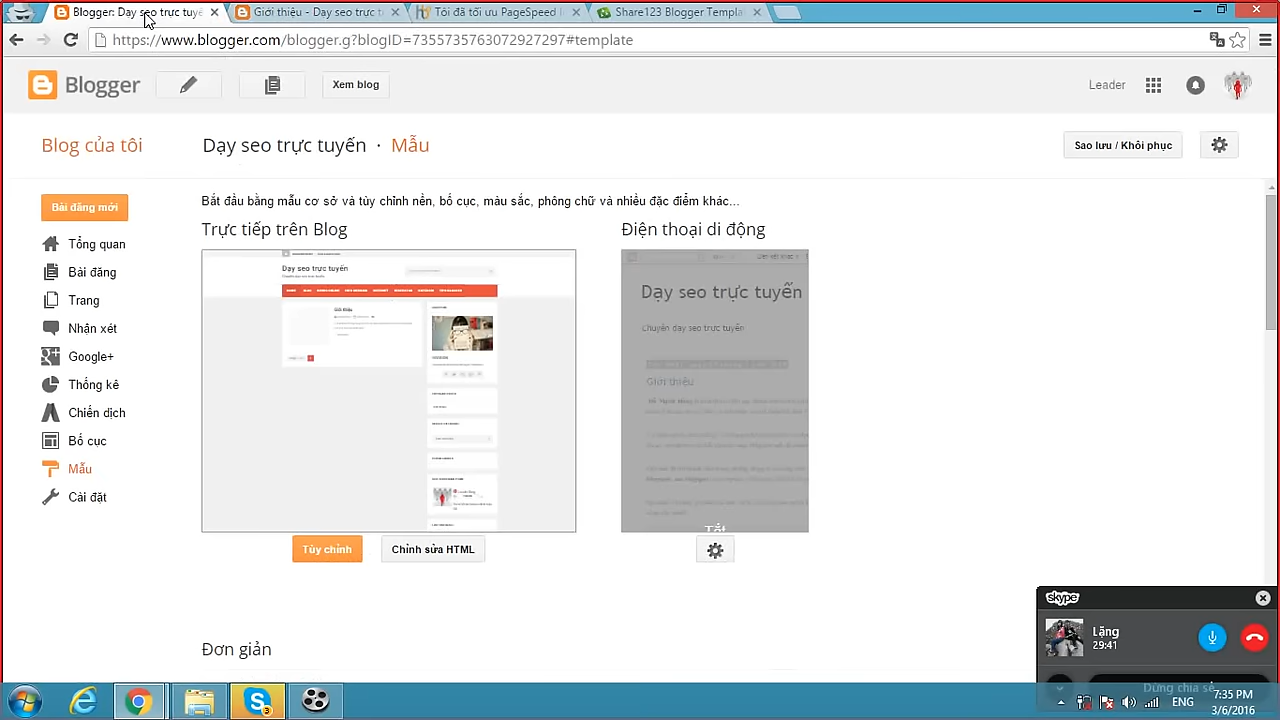 Blogger: Dạy seo trực tuyế
Giới thiệu - Dạy seo trực t
Tôi đã tối ưu PageSpeed I
Share123 Blogger Templa
https://www.blogger.com/blogger.g?blogID=7355735763072927297#template
Blogger
Xem blog
Leader
Blog của tôi
Dạy seo trực tuyến · Mẫu
Sao lưu / Khôi phục
Bắt đầu bằng mẫu cơ sở và tùy chỉnh nền, bố cục, màu sắc, phông chữ và nhiều đặc điểm khác...
Bài đăng mới
Tổng quan
Bài đăng
Trang
Nhận xét
Google+
Thống kê
Chiến dịch
Bố cục
Mẫu
Cài đặt
Trực tiếp trên Blog
Điện thoại di động
Dạy seo trực tuyến
Giới thiệu
Liên kết khác
Dạy seo trực tuyến
Chuyên dạy seo trực tuyến
Giới thiệu
Tắt
Tùy chỉnh
Chỉnh sửa HTML
Đơn giản
skype
Lặng
29:41
Dừng chia sẻ
ENG
7:35 PM
3/6/2016